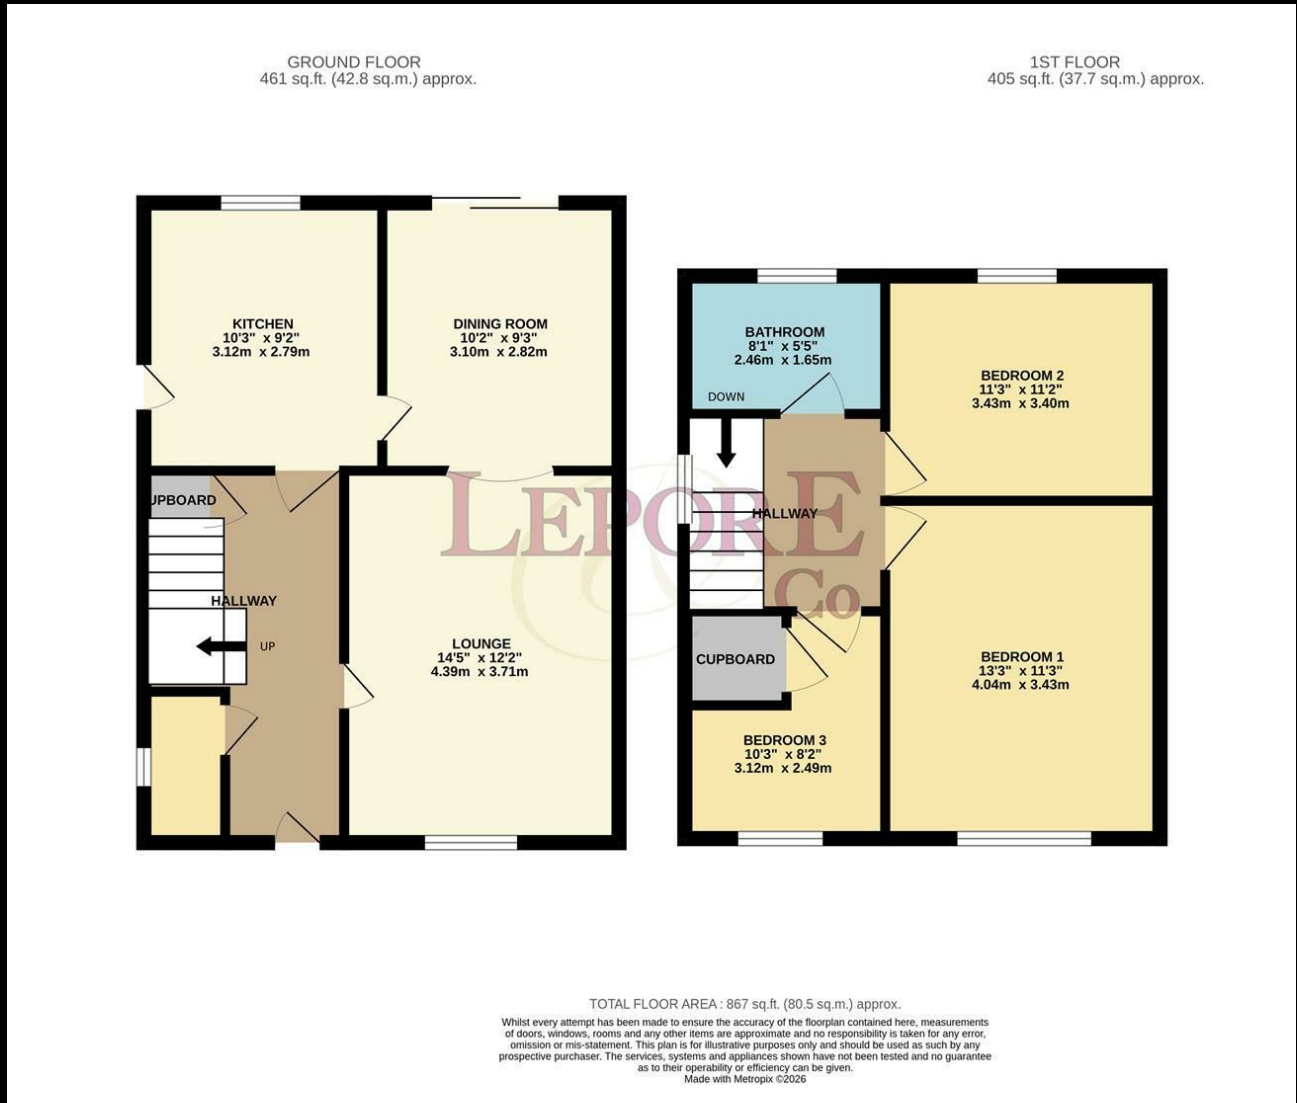 GROUND FLOOR
461 sq.ft. (42.8 sq.m.) approx.
1ST FLOOR
405 sq.ft. (37.7 sq.m.) approx.
KITCHEN
10'3" x 9'2"
3.12m x 2.79m
DINING ROOM
10'2" x 9'3"
3.10m x 2.82m
UPBOARD
HALLWAY
UP
LOUNGE
14'5" x 12'2"
4.39m x 3.71m
BATHROOM
8'1" x 5'5"
2.46m x 1.65m
DOWN
BEDROOM 2
11'3" x 11'2"
3.43m x 3.40m
HALLWAY
CUPBOARD
BEDROOM 1
13'3" x 11'3"
4.04m x 3.43m
BEDROOM 3
10'3" x 8'2"
3.12m x 2.49m
LEPORE
& Co
TOTAL FLOOR AREA : 867 sq.ft. (80.5 sq.m.) approx.
Whilst every attempt has been made to ensure the accuracy of the floorplan contained here, measurements
of doors, windows, rooms and any other items are approximate and no responsibility is taken for any error,
omission or mis-statement. This plan is for illustrative purposes only and should be used as such by any
prospective purchaser. The services, systems and appliances shown have not been tested and no guarantee
as to their operability or efficiency can be given.
Made with Metropix ©2026